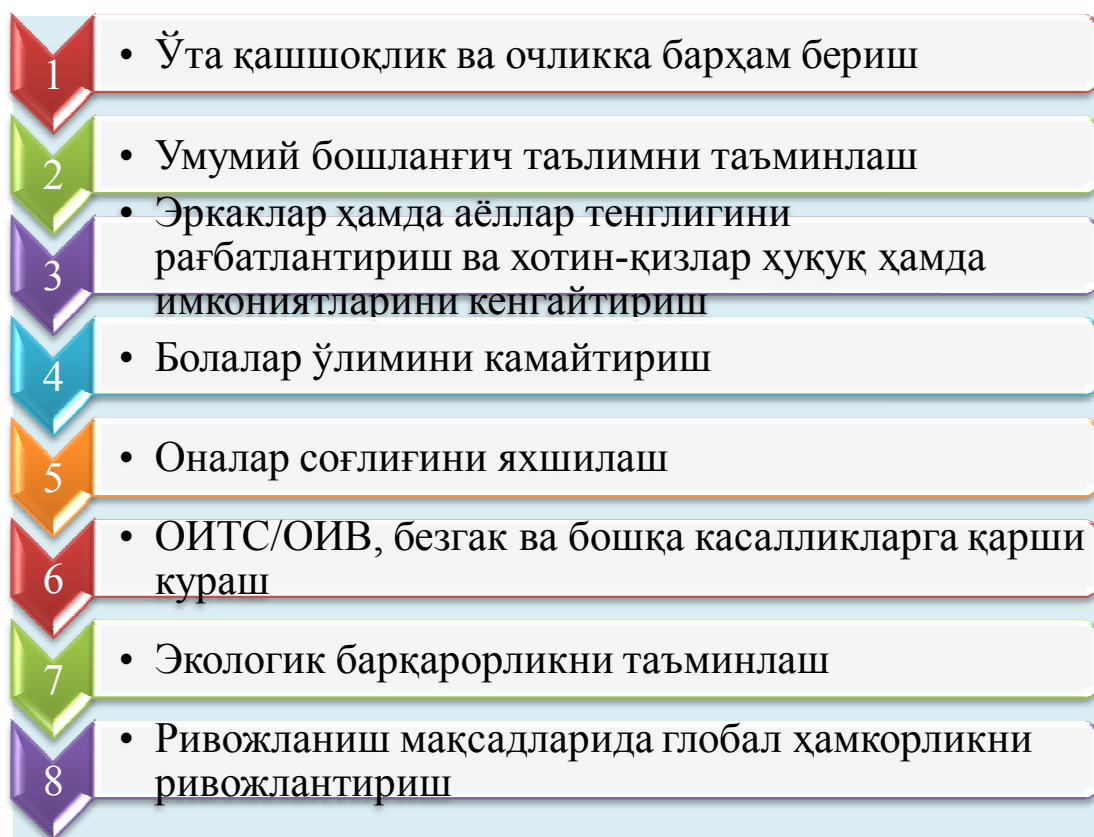 1
• Ўта қашшоқлик ва очликка барҳам бериш
2
• Умумий бошланғич таълимни таъминлаш
3
• Эркаклар ҳамда аёллар тенглигини
рағбатлантириш ва хотин-қизлар ҳуқуқ ҳамда
имкониятларини кенгайтириш
4
• Болалар ўлимини камайтириш
5
• Оналар соғлиғини яхшилаш
6
• ОИТС/ОИВ, безгак ва бошқа касалликларга қарши
кураш
7
• Экологик барқарорликни таъминлаш
8
• Ривожланиш мақсадларида глобал ҳамкорликни
ривожлантириш